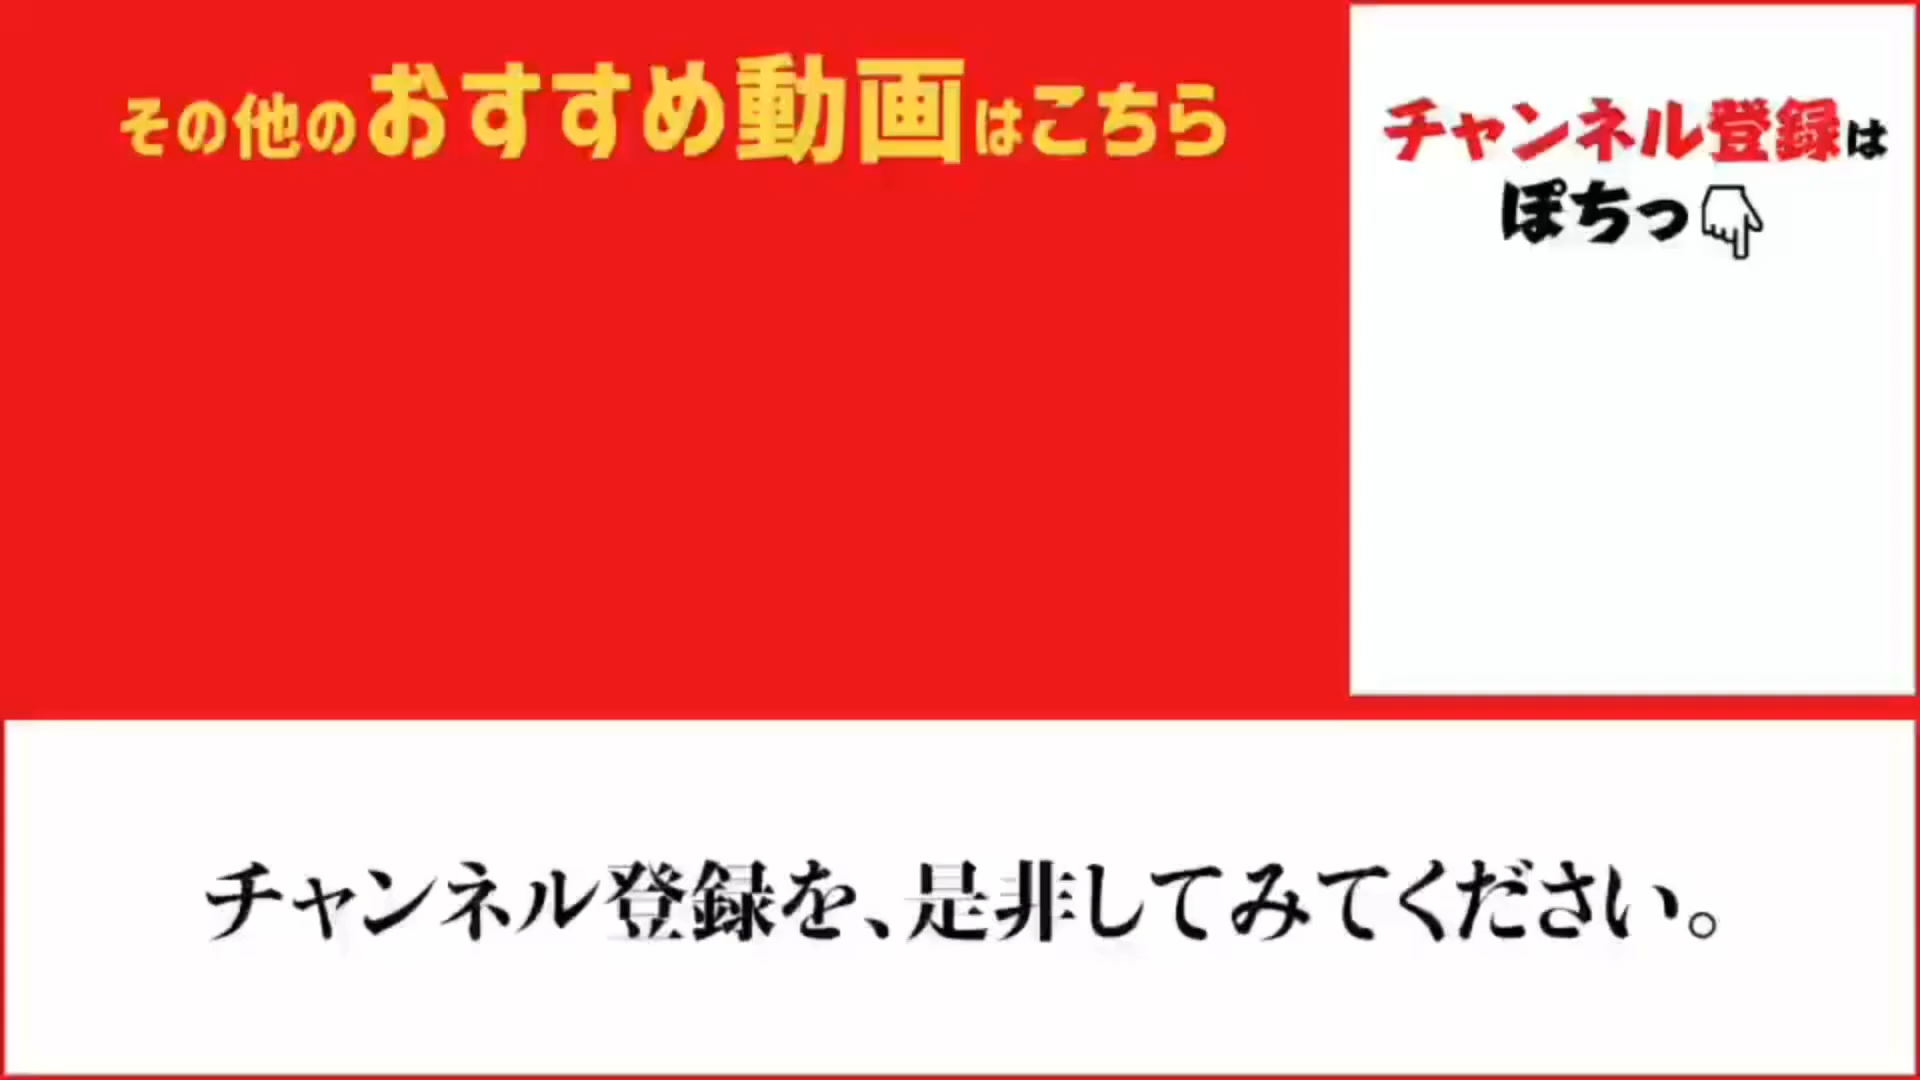 その他のおすすめ動画はこちら
チャンネル登録は
ぽちっ👇
チャンネル登録を、是非してみてください。